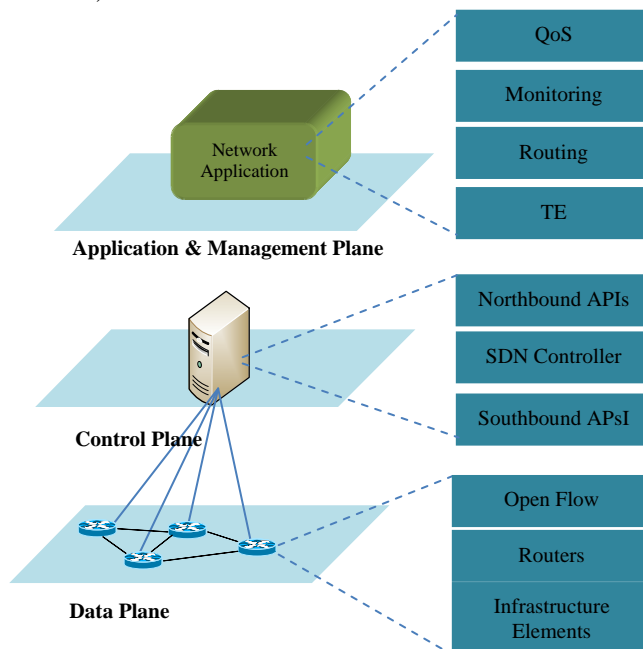 QoS
Monitoring
Routing
TE
Network
Application
Application & Management Plane
Northbound APIs
SDN Controller
Southbound APsI
Control Plane
Open Flow
Routers
Infrastructure
Elements
Data Plane